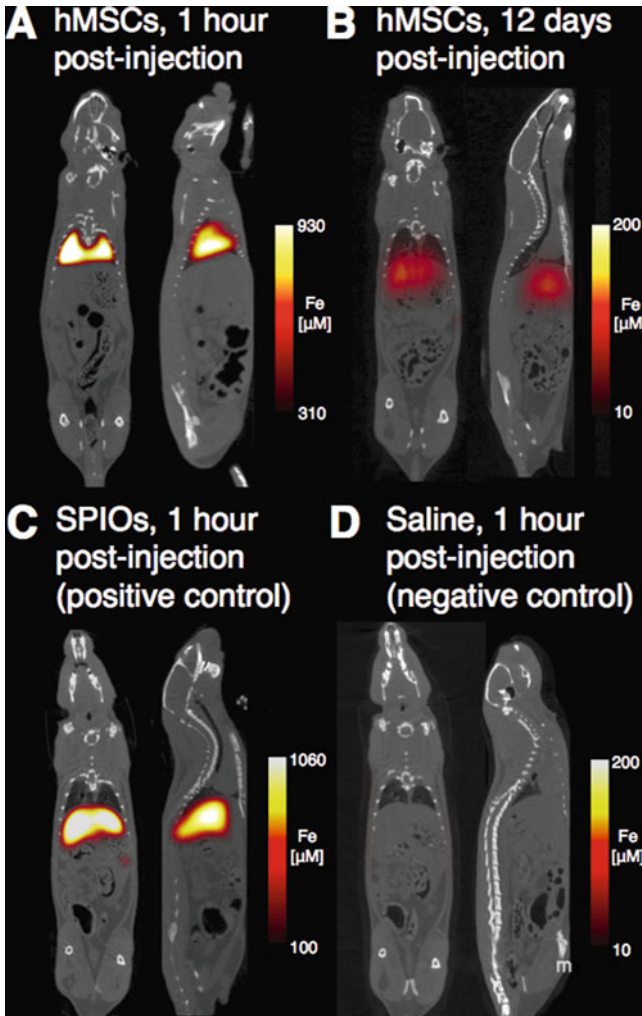 A hMSCs, 1 hour
post-injection
930
Fe
[µM]
310
B hMSCs, 12 days
post-injection
200
Fe
[µM]
10
C SPIOs, 1 hour
post-injection
(positive control)
1060
Fe
[µM]
100
D Saline, 1 hour
post-injection
(negative control)
200
Fe
[µM]
10
m